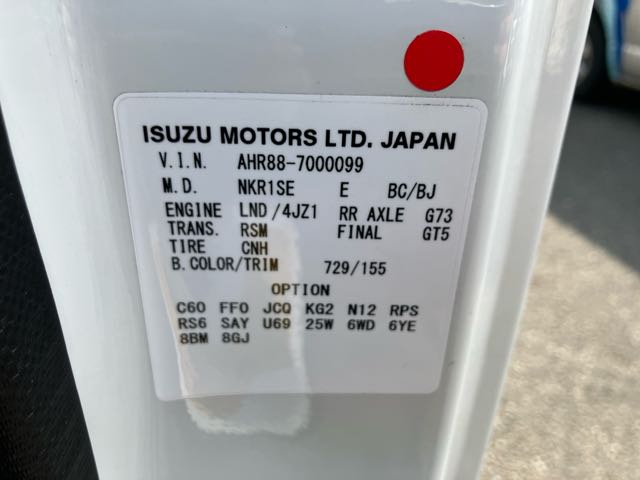 ISUZU MOTORS LTD. JAPAN
V.I.N. AHR88-7000099
M.D. NKR1SE E BC/BJ
ENGINE LND/4JZ1 RR AXLE G73
TRANS. RSM FINAL GT5
TIRE CNH
B.COLOR/TRIM 729/155
OPTION
C60 FF0 JCQ KG2 N12 RPS
RS6 SAY U69 25W 6WD 6YE
8BM 8GJ